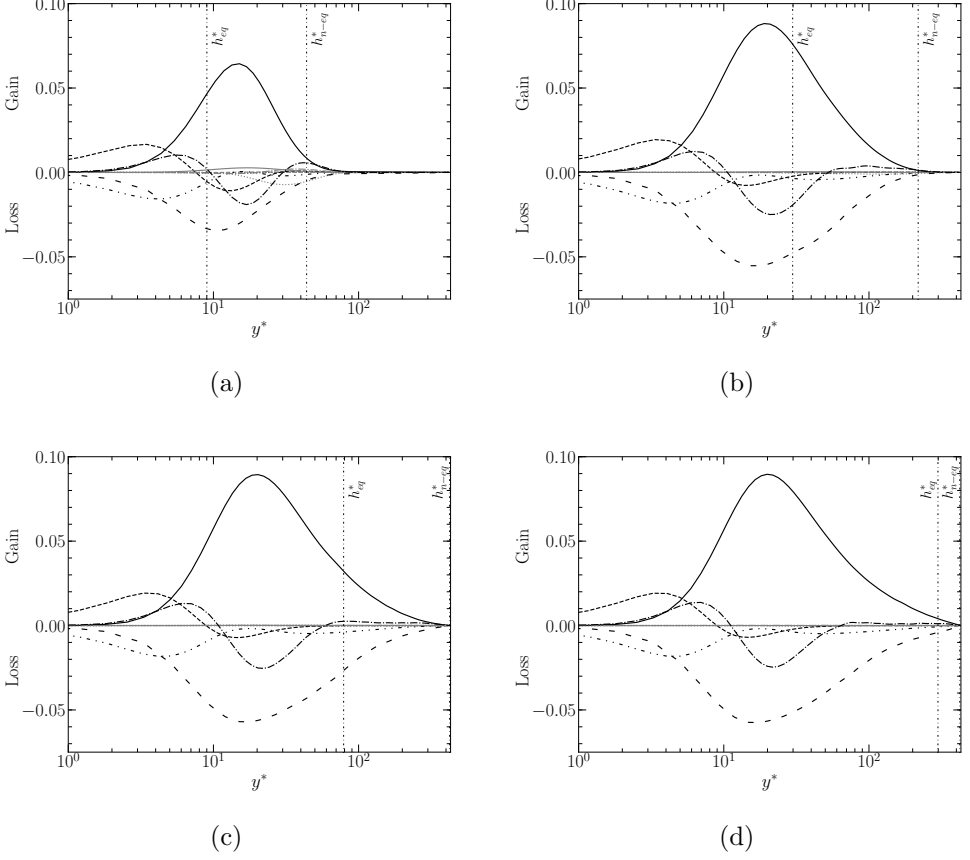 0.10
0.05
0.00
−0.05
Gain
Loss
h*eq
h*n−eq
10^0
10^1
10^2
y*
(a)
0.10
0.05
0.00
−0.05
Gain
Loss
h*eq
h*n−eq
10^0
10^1
10^2
y*
(b)
0.10
0.05
0.00
−0.05
Gain
Loss
h*eq
h*n−eq
10^0
10^1
10^2
y*
(c)
0.10
0.05
0.00
−0.05
Gain
Loss
h*eq
h*n−eq
10^0
10^1
10^2
y*
(d)